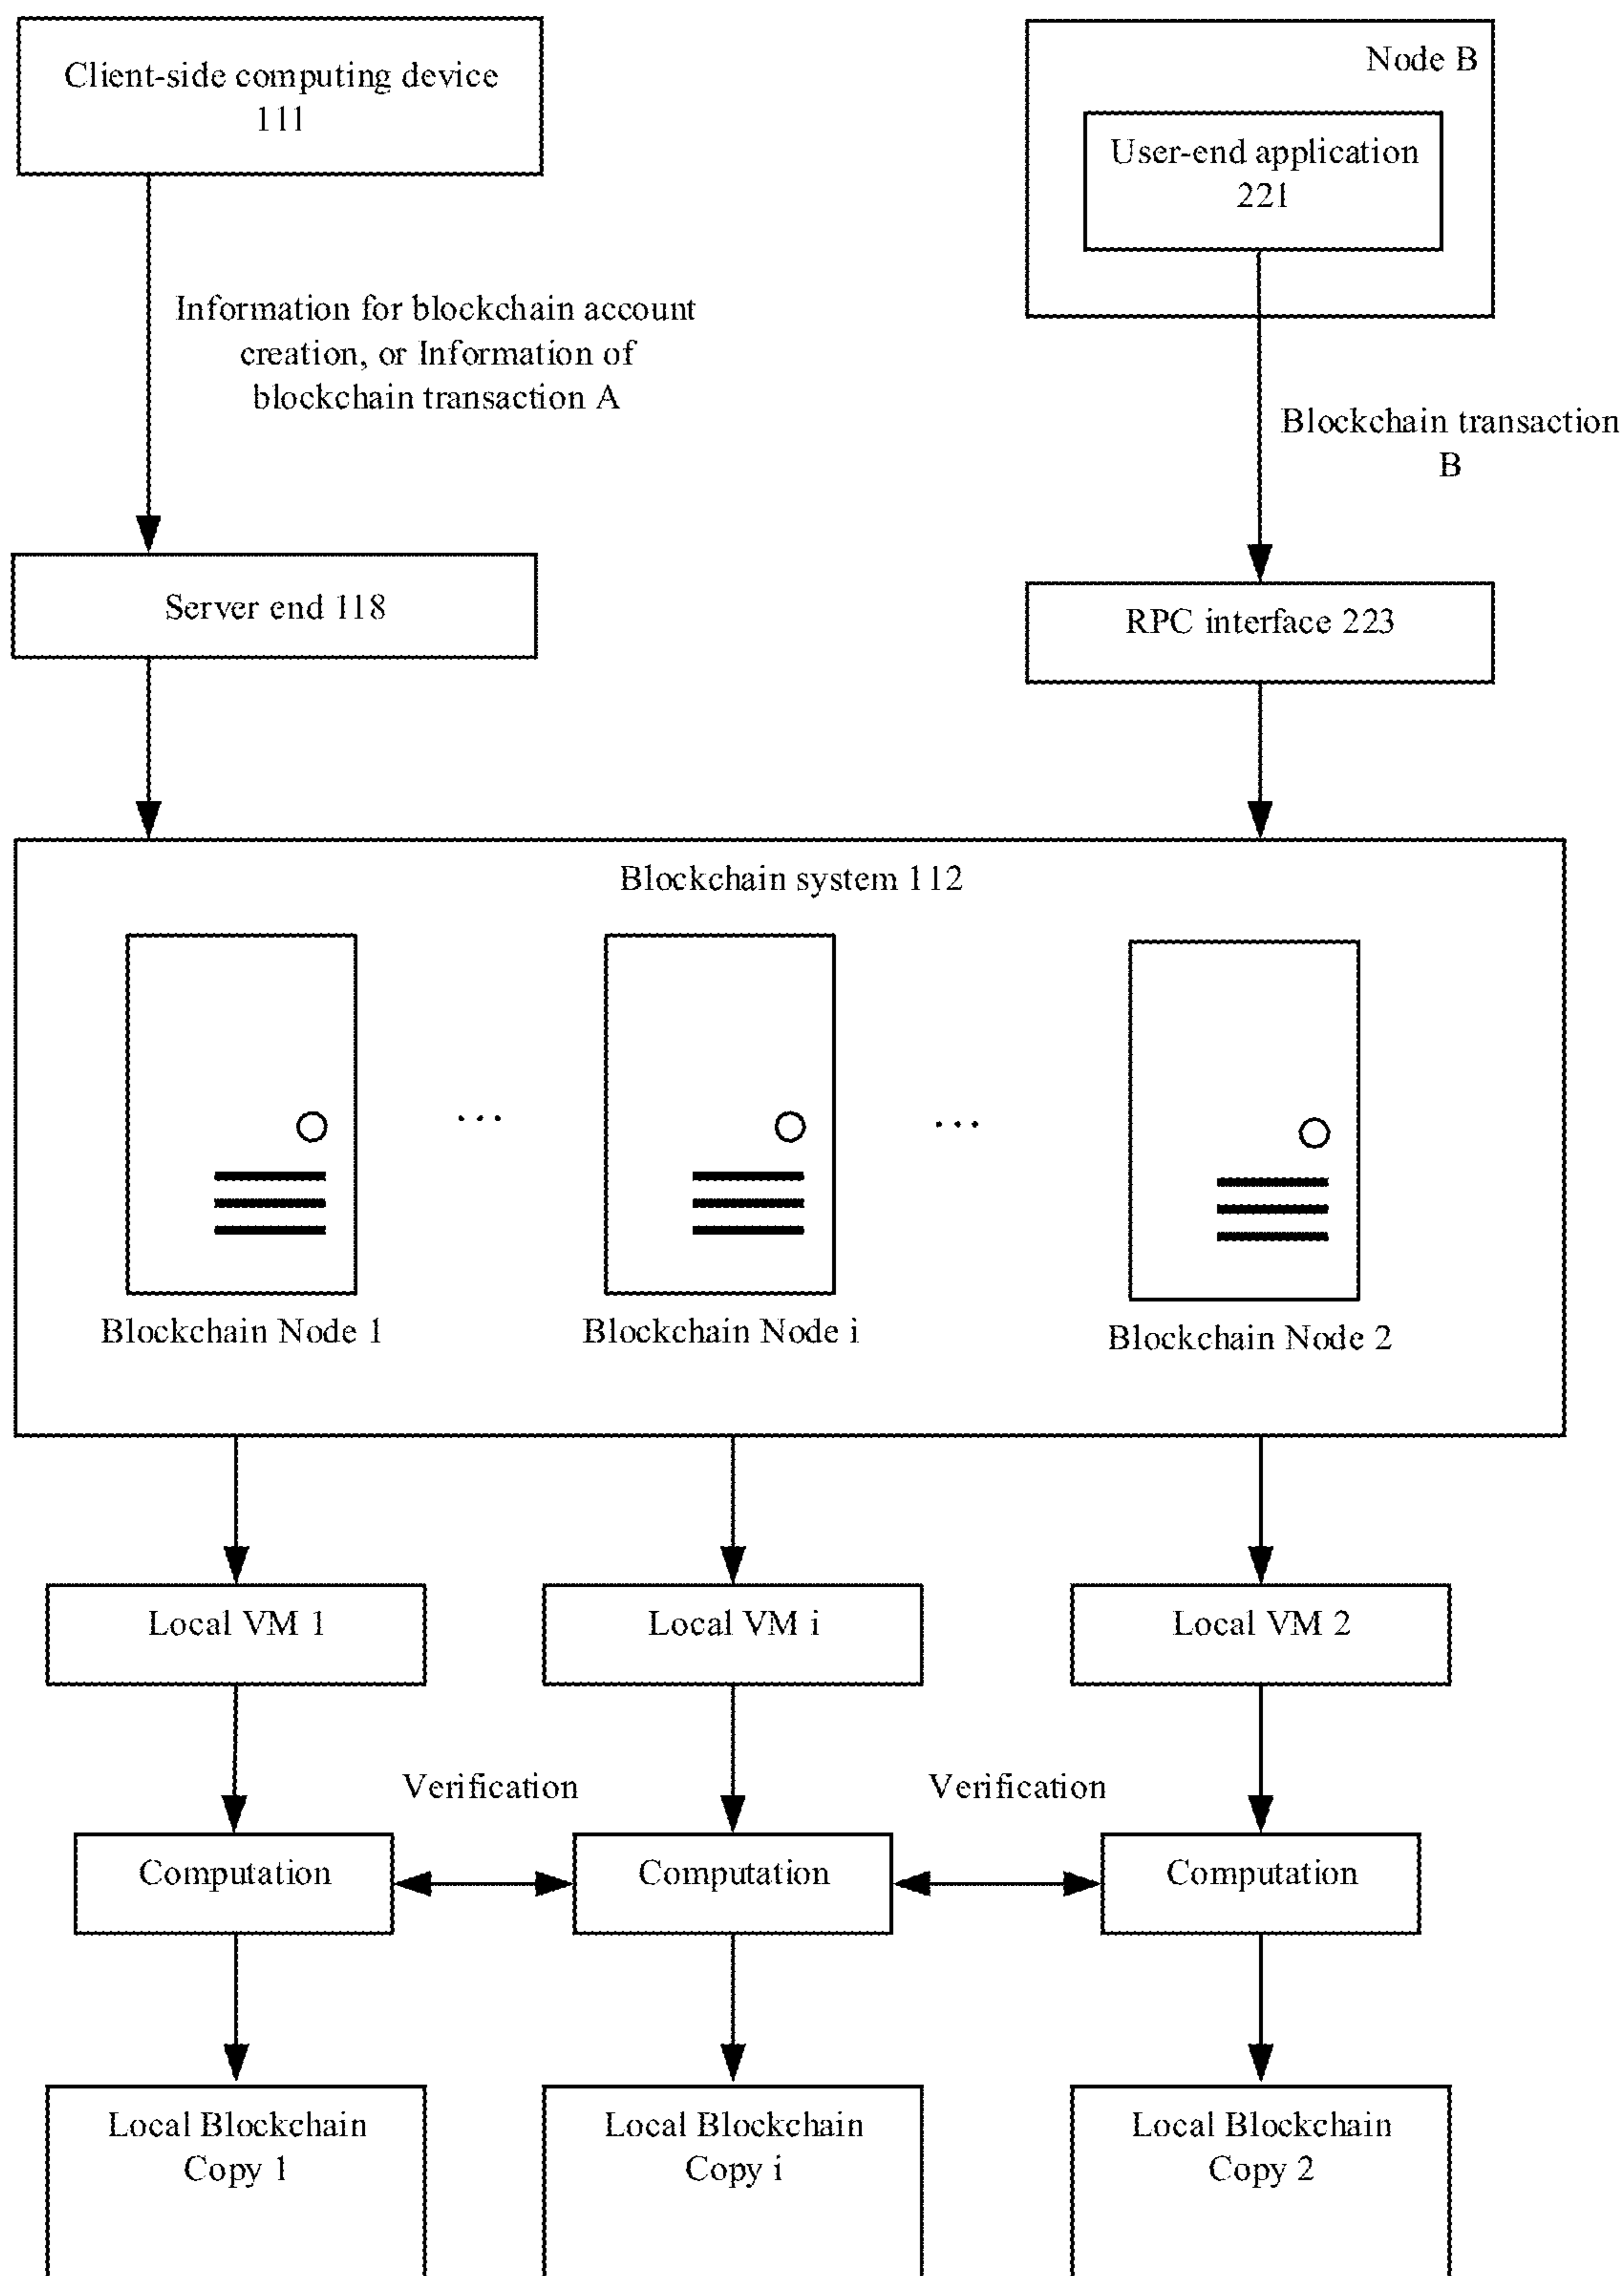 Client-side computing device
111
Node B
User-end application
221
Information for blockchain account
creation, or Information of
blockchain transaction A
Blockchain transaction
B
Server end 118
RPC interface 223
Blockchain system 112
...
...
Blockchain Node 1
Blockchain Node i
Blockchain Node 2
Local VM 1
Local VM i
Local VM 2
Verification
Verification
Computation
Computation
Computation
Local Blockchain
Copy 1
Local Blockchain
Copy i
Local Blockchain
Copy 2